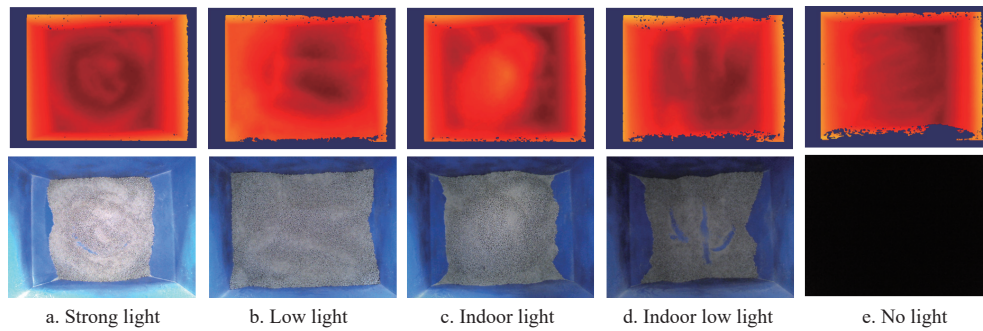 a. Strong light
b. Low light
c. Indoor light
d. Indoor low light
e. No light